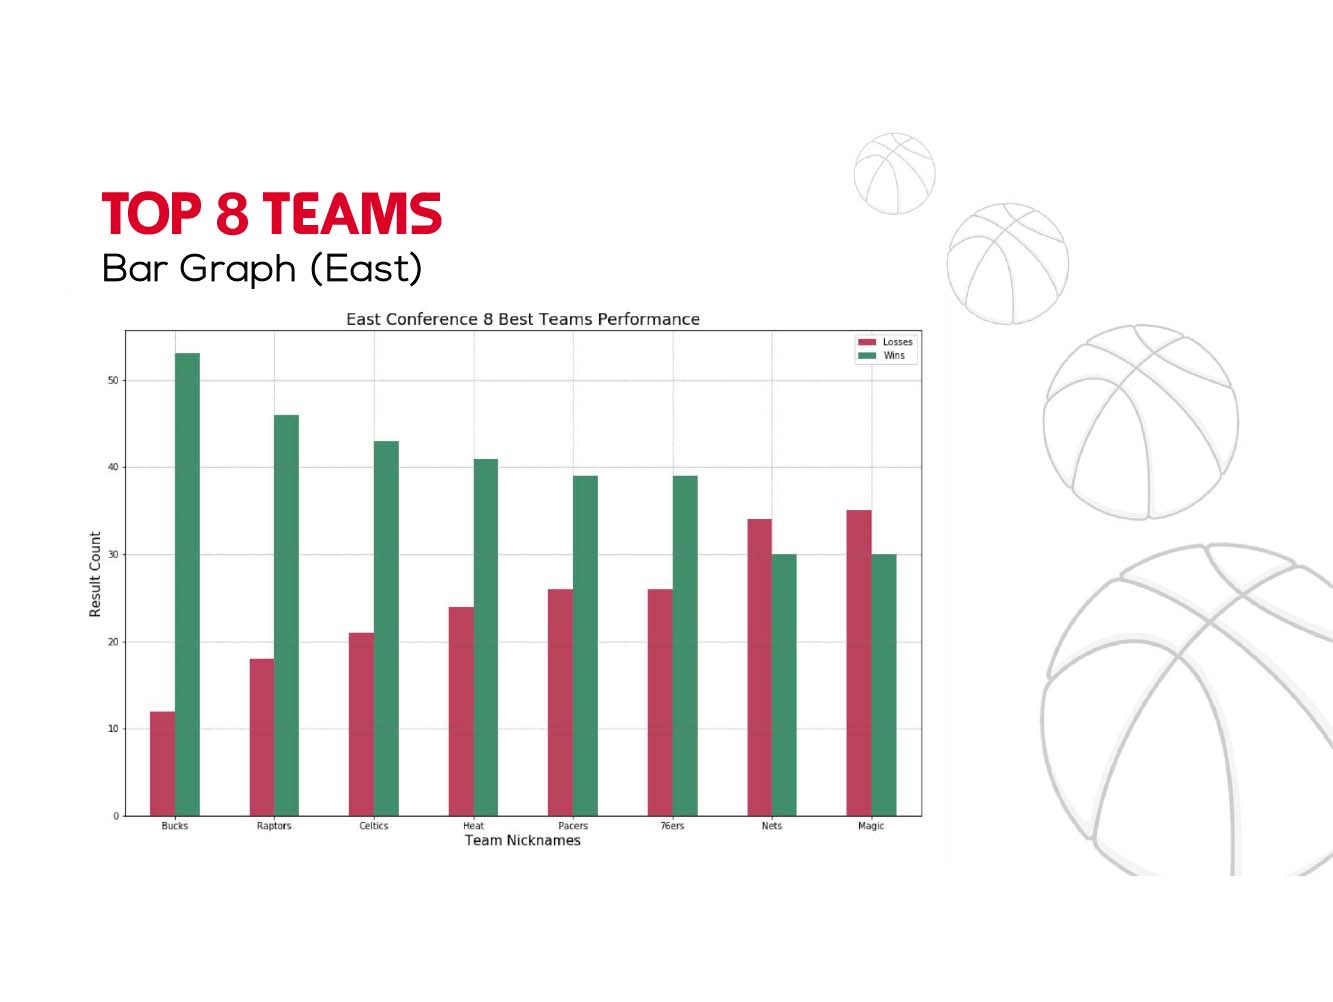 TOP 8 TEAMS
Bar Graph (East)
East Conference 8 Best Teams Performance
Losses
Wins
50
40
30
20
10
0
Result Count
Bucks Raptors Celtics Heat Pacers 76ers Nets Magic
Team Nicknames